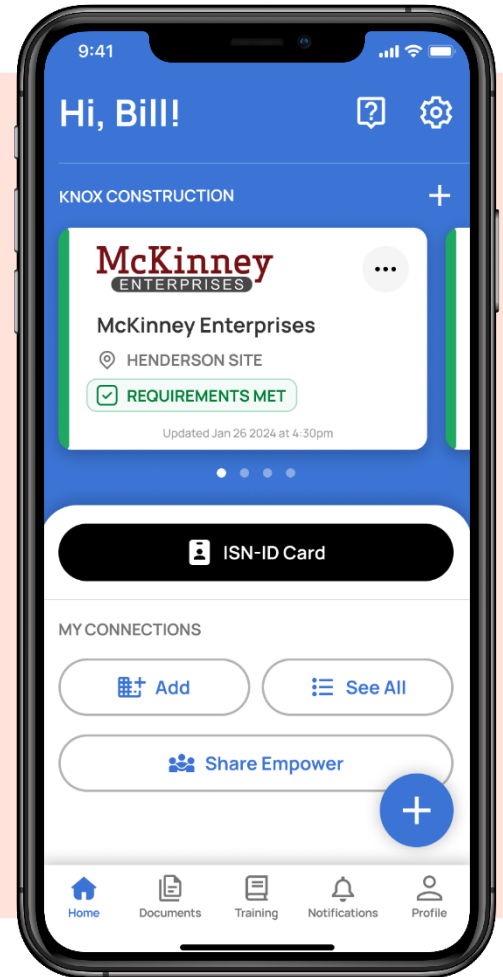 9:41
Hi, Bill!
KNOX CONSTRUCTION
McKinney
ENTERPRISES
McKinney Enterprises
HENDERSON SITE
REQUIREMENTS MET
Updated Jan 26 2024 at 4:30pm
ISN-ID Card
MY CONNECTIONS
Add
See All
Share Empower
Home Documents Training Notifications Profile